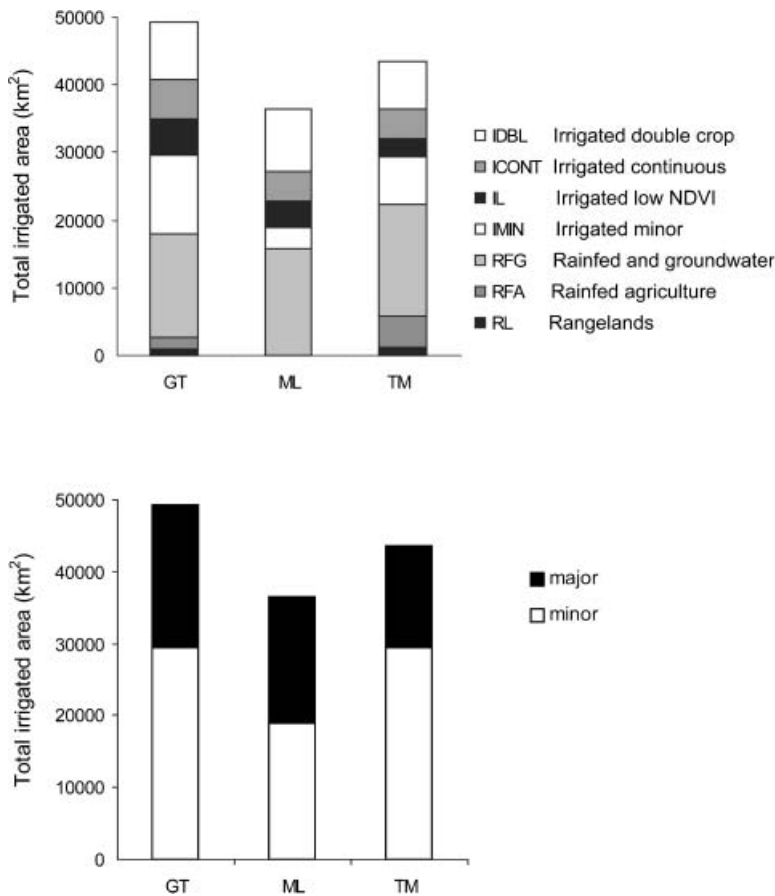 Total irrigated area (km²)
50000
40000
30000
20000
10000
0
GT ML TM
IDBL Irrigated double crop
ICONT Irrigated continuous
IL Irrigated low NDVI
IMIN Irrigated minor
RFG Rainfed and groundwater
RFA Rainfed agriculture
RL Rangelands
Total irrigated area (km²)
50000
40000
30000
20000
10000
0
GT ML TM
major
minor